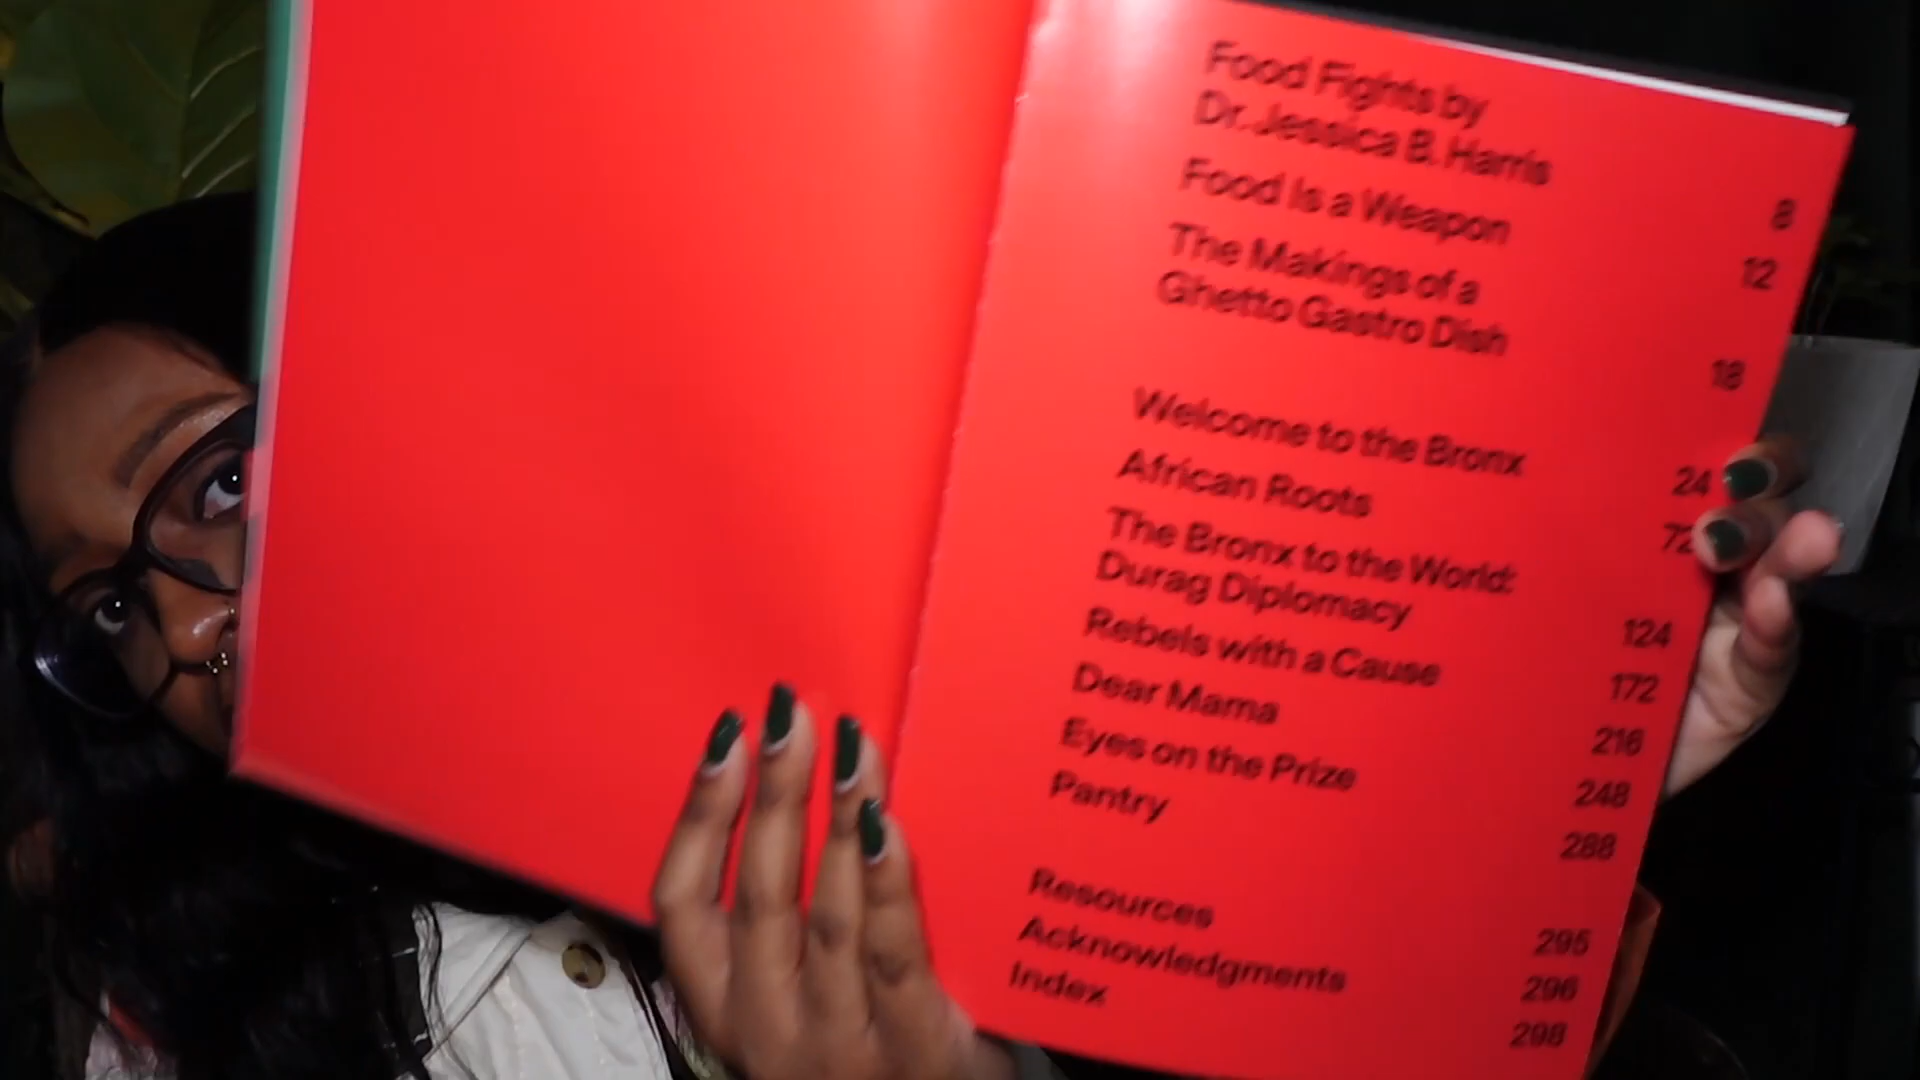 Food Fights by
Dr. Jessica B. Harris 8
Food Is a Weapon 12
The Makings of a
Ghetto Gastro Dish 18
Welcome to the Bronx 24
African Roots 72
The Bronx to the World:
Durag Diplomacy 124
Rebels with a Cause 172
Dear Mama 216
Eyes on the Prize 248
Pantry 288
Resources 295
Acknowledgments 296
Index 298